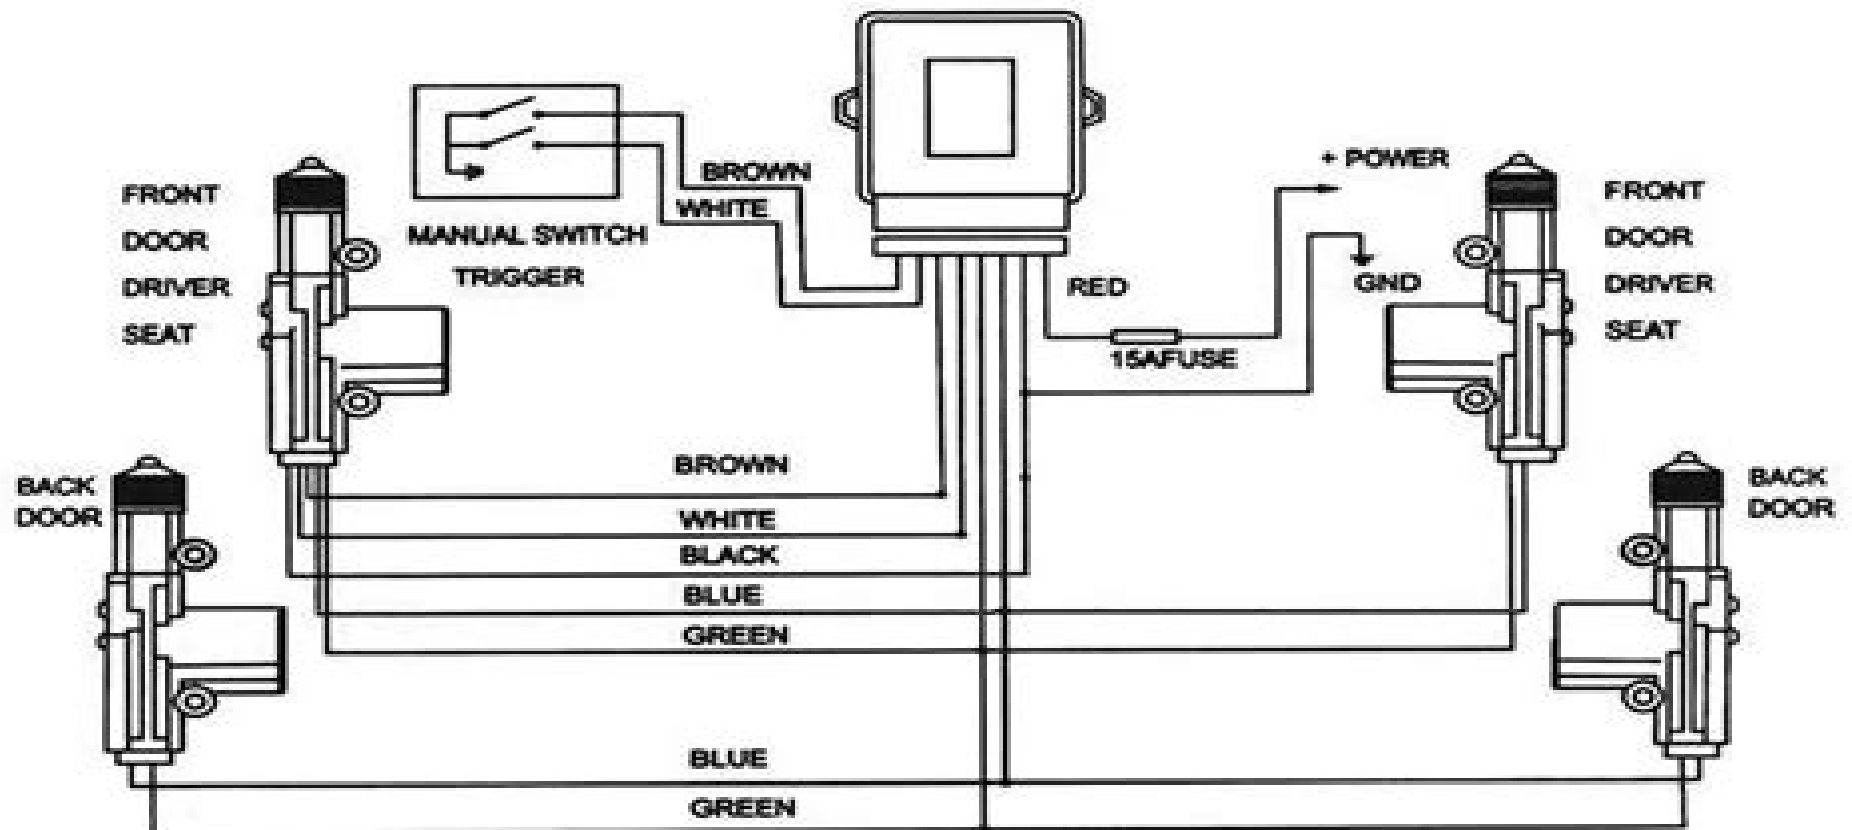 BROWN
WHITE
MANUAL SWITCH
TRIGGER
FRONT
DOOR
DRIVER
SEAT
+ POWER
GND
RED
15AFUSE
FRONT
DOOR
DRIVER
SEAT
BACK
DOOR
BROWN
WHITE
BLACK
BLUE
GREEN
BACK
DOOR
BLUE
GREEN